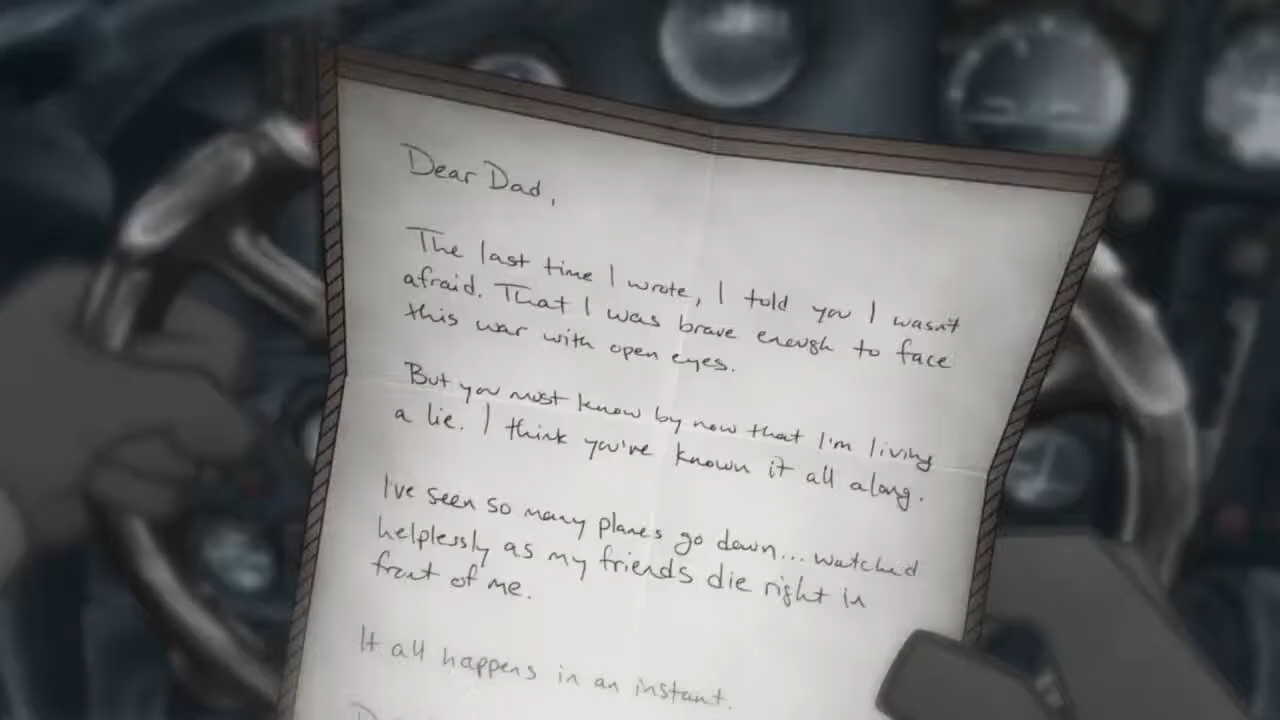 Dear Dad,
The last time I wrote, I told you I wasn't
afraid. That I was brave enough to face
this war with open eyes.
But you must know by now that I'm living
a lie. I think you've known it all along.
I've seen so many planes go down... watched
helplessly as my friends die right in
front of me.
It all happens in an instant.